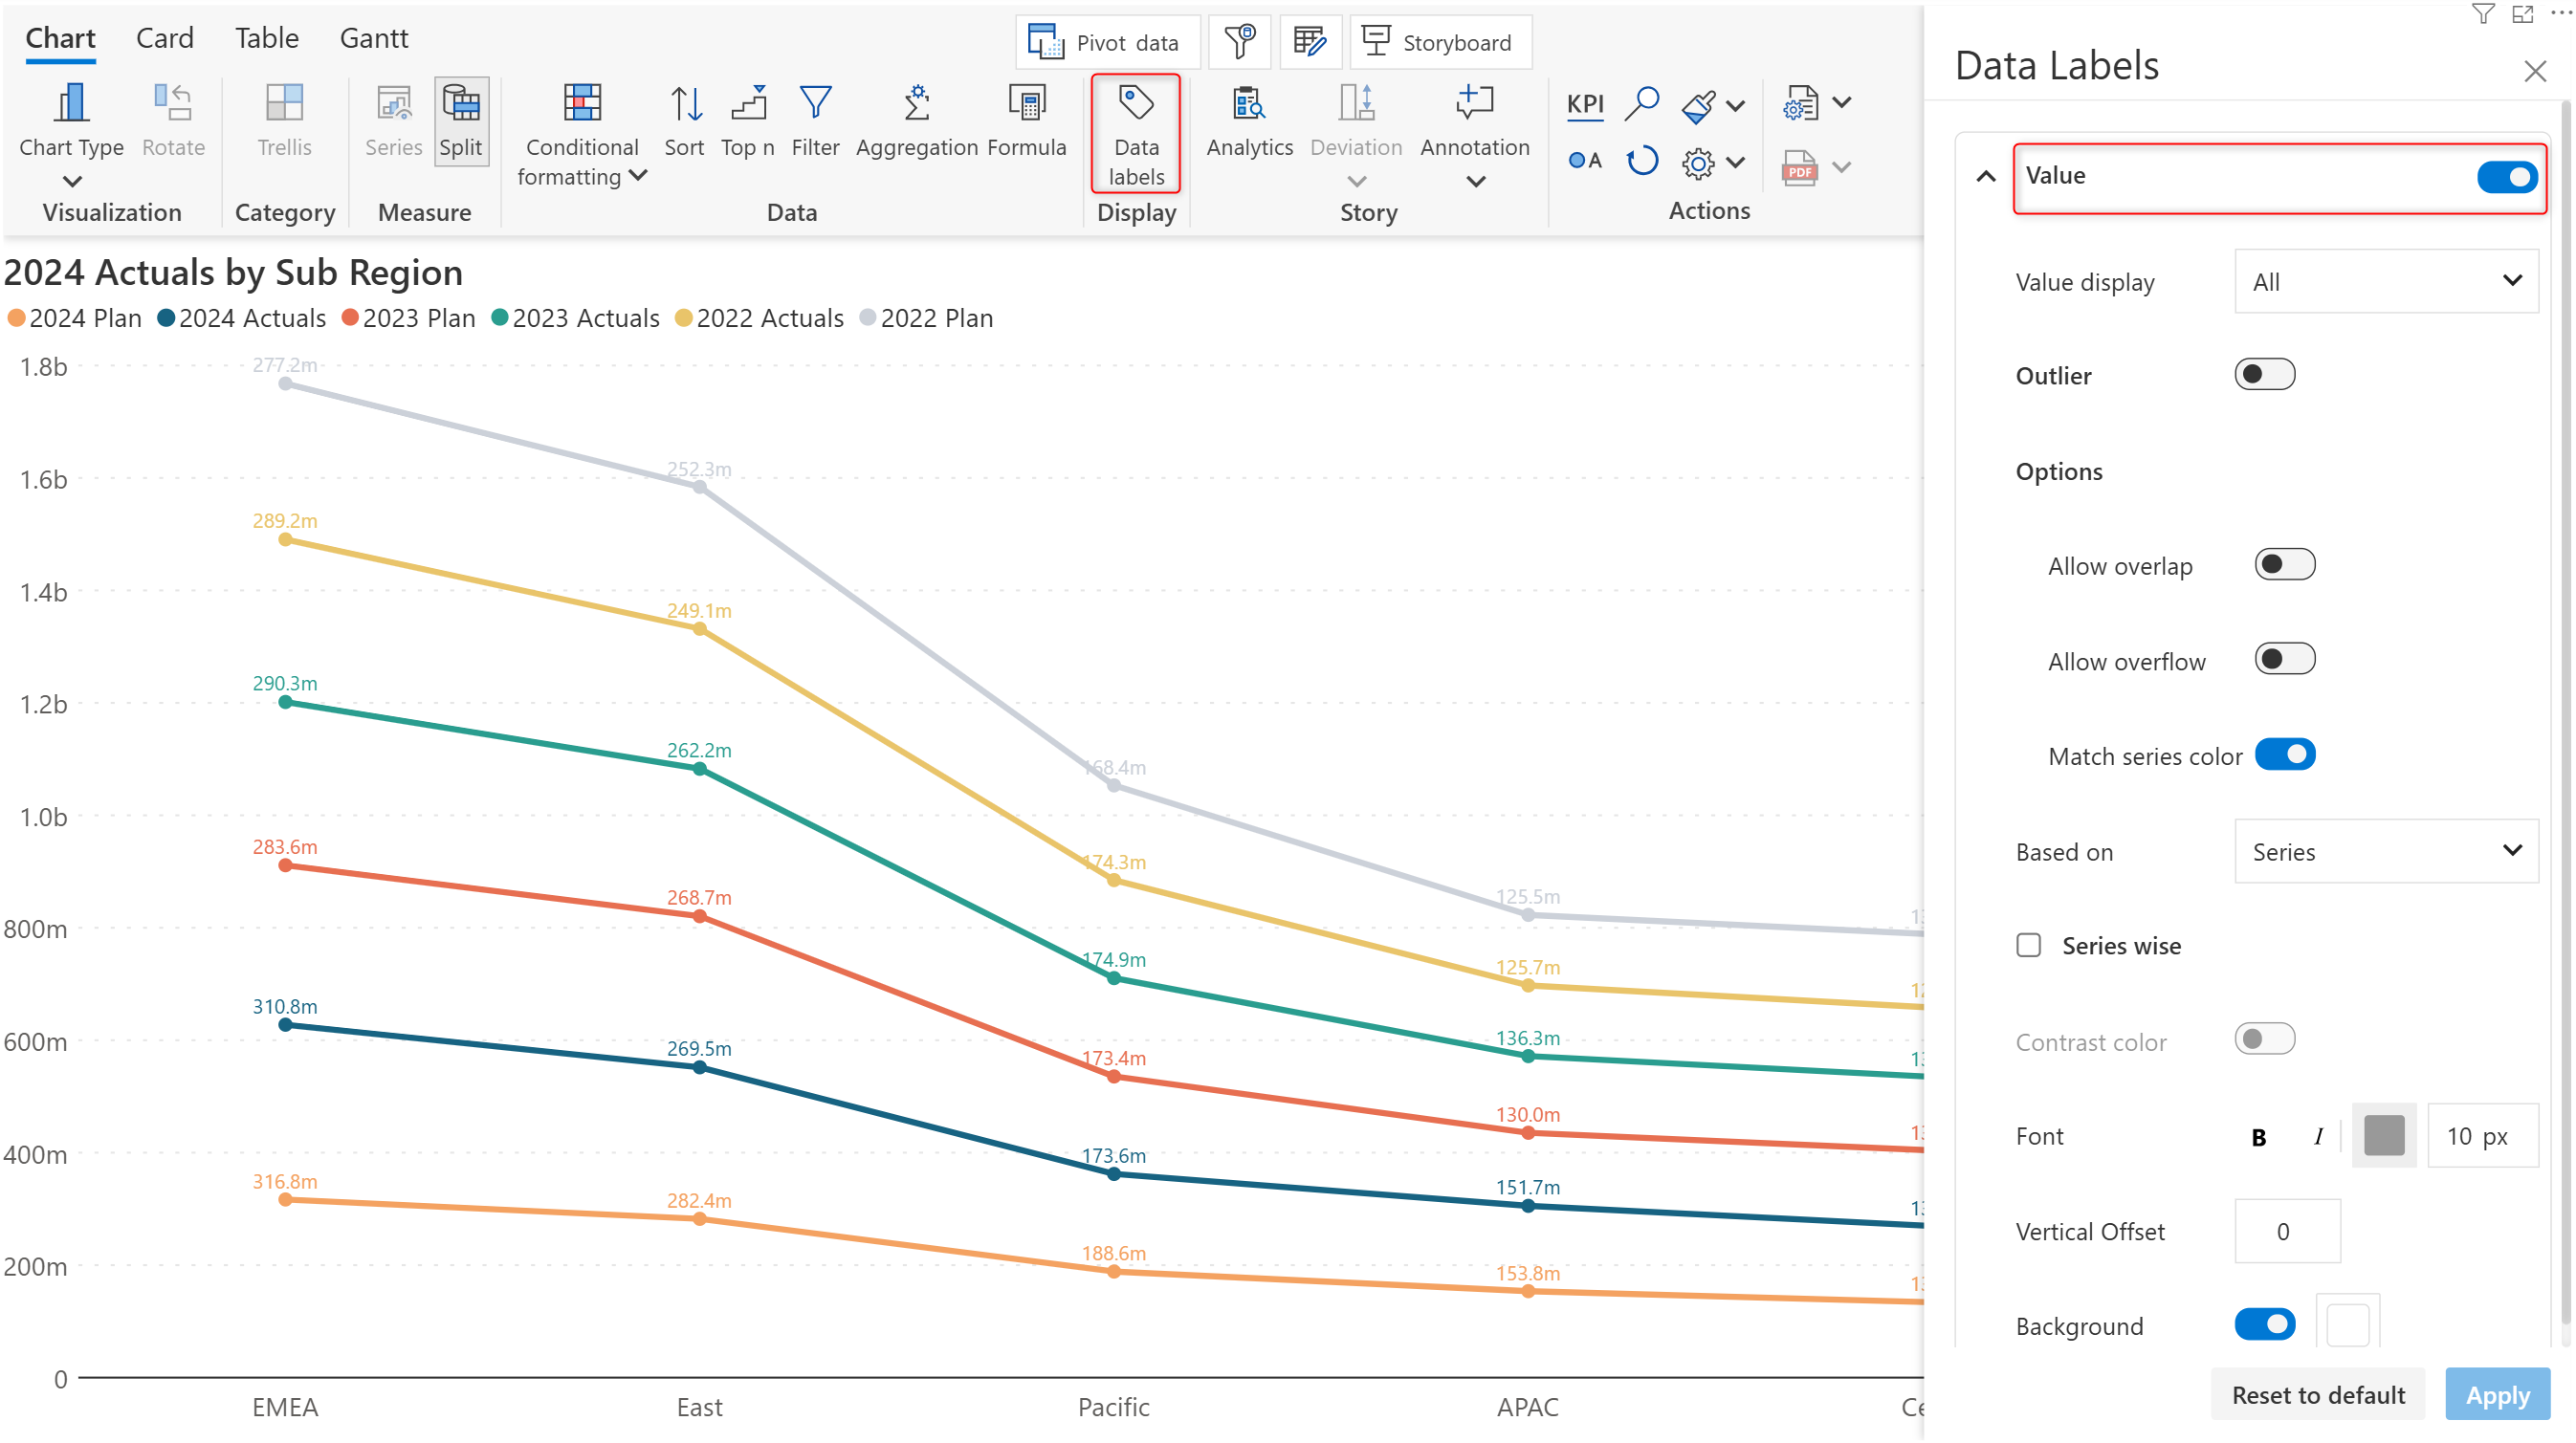 Chart Card Table Gantt
Pivot data
Storyboard
Chart Type
Rotate
Trellis
Series
Split
Conditional
formatting
Sort
Top n
Filter
Aggregation
Formula
Data
labels
Analytics
Deviation
Annotation
KPI
A
PDF
Visualization
Category
Measure
Data
Display
Story
Actions
2024 Actuals by Sub Region
2024 Plan 2024 Actuals 2023 Plan 2023 Actuals 2022 Actuals 2022 Plan
1.8b
1.6b
1.4b
1.2b
1.0b
800m
600m
400m
200m
0
277.2m
252.3m
168.4m
125.5m
289.2m
249.1m
174.3m
125.7m
290.3m
262.2m
174.9m
136.3m
283.6m
268.7m
173.4m
130.0m
310.8m
269.5m
173.6m
151.7m
316.8m
282.4m
188.6m
153.8m
EMEA
East
Pacific
APAC
Data Labels
Value
Value display
All
Outlier
Options
Allow overlap
Allow overflow
Match series color
Based on
Series
Series wise
Contrast color
Font
B I
10 px
Vertical Offset
0
Background
Reset to default
Apply